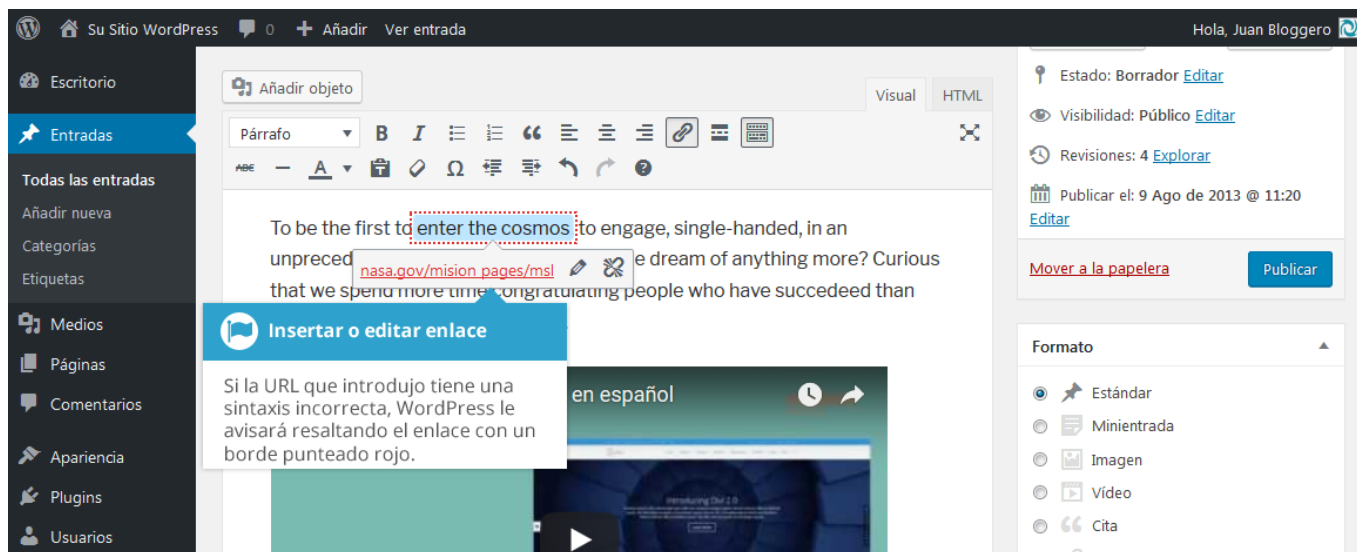 Su Sitio WordPress 0 Añadir Ver entrada Hola, Juan Bloggero
Escritorio
Entradas
Todas las entradas
Añadir nueva
Categorías
Etiquetas
Medios
Páginas
Comentarios
Apariencia
Plugins
Usuarios
Añadir objeto
Visual HTML
Párrafo B I
ABE A Ω
To be the first to enter the cosmos to engage, single-handed, in an
unpreced e dream of anything more? Curious
nasa.gov/mision pages/msl
that we spend more time congratulating people who have succedeed than
Insertar o editar enlace
Si la URL que introdujo tiene una
sintaxis incorrecta, WordPress le
avisará resaltando el enlace con un
borde punteado rojo.
en español
Introducing Divi 2.0
Estado: Borrador Editar
Visibilidad: Público Editar
Revisiones: 4 Explorar
Publicar el: 9 Ago de 2013 @ 11:20
Editar
Mover a la papelera Publicar
Formato
Estándar
Minientrada
Imagen
Vídeo
Cita